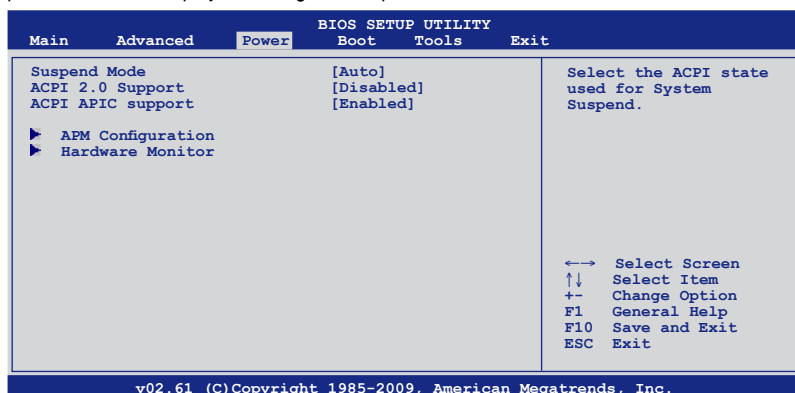 BIOS SETUP UTILITY
Main Advanced Power Boot Tools Exit
Suspend Mode [Auto]
ACPI 2.0 Support [Disabled]
ACPI APIC support [Enabled]
APM Configuration
Hardware Monitor
Select the ACPI state
used for System
Suspend.
←→ Select Screen
↑↓ Select Item
+- Change Option
F1 General Help
F10 Save and Exit
ESC Exit
v02.61 (C)Copyright 1985-2009, American Megatrends, Inc.